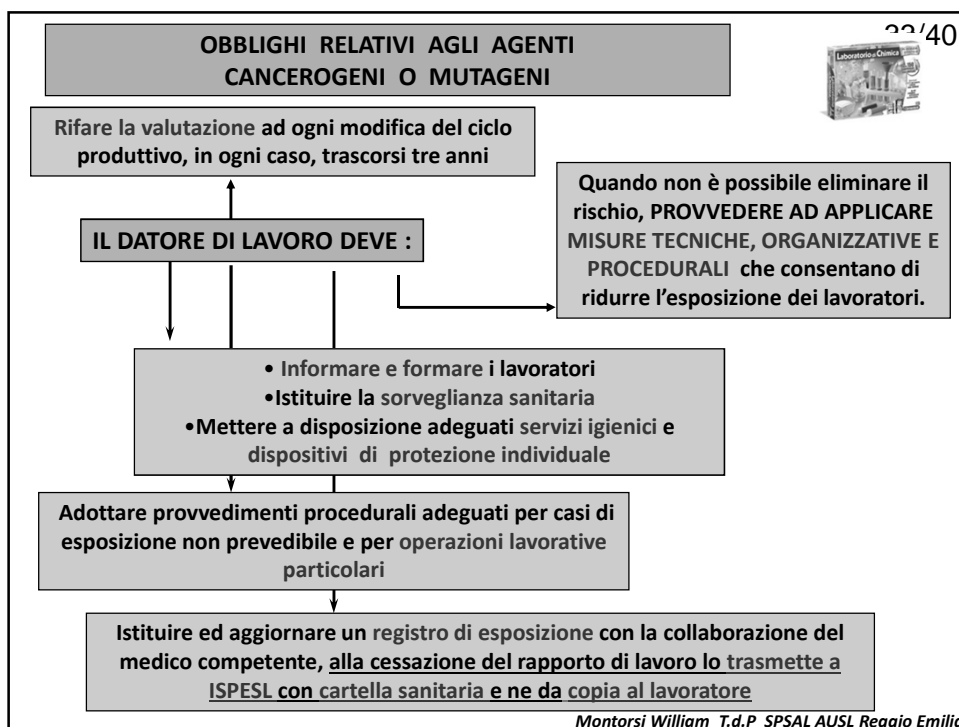 OBBLIGHI RELATIVI AGLI AGENTI
CANCEROGENI O MUTAGENI
/40
Laboratorio di Chimica
Rifare la valutazione ad ogni modifica del ciclo
produttivo, in ogni caso, trascorsi tre anni
Quando non è possibile eliminare il
rischio, PROVVEDERE AD APPLICARE
MISURE TECNICHE, ORGANIZZATIVE E
PROCEDURALI che consentano di
ridurre l’esposizione dei lavoratori.
IL DATORE DI LAVORO DEVE :
• Informare e formare i lavoratori
•Istituire la sorveglianza sanitaria
•Mettere a disposizione adeguati servizi igienici e
dispositivi di protezione individuale
Adottare provvedimenti procedurali adeguati per casi di
esposizione non prevedibile e per operazioni lavorative
particolari
Istituire ed aggiornare un registro di esposizione con la collaborazione del
medico competente, alla cessazione del rapporto di lavoro lo trasmette a
ISPESL con cartella sanitaria e ne da copia al lavoratore
Montorsi William T.d.P SPSAL AUSL Reggio Emilia